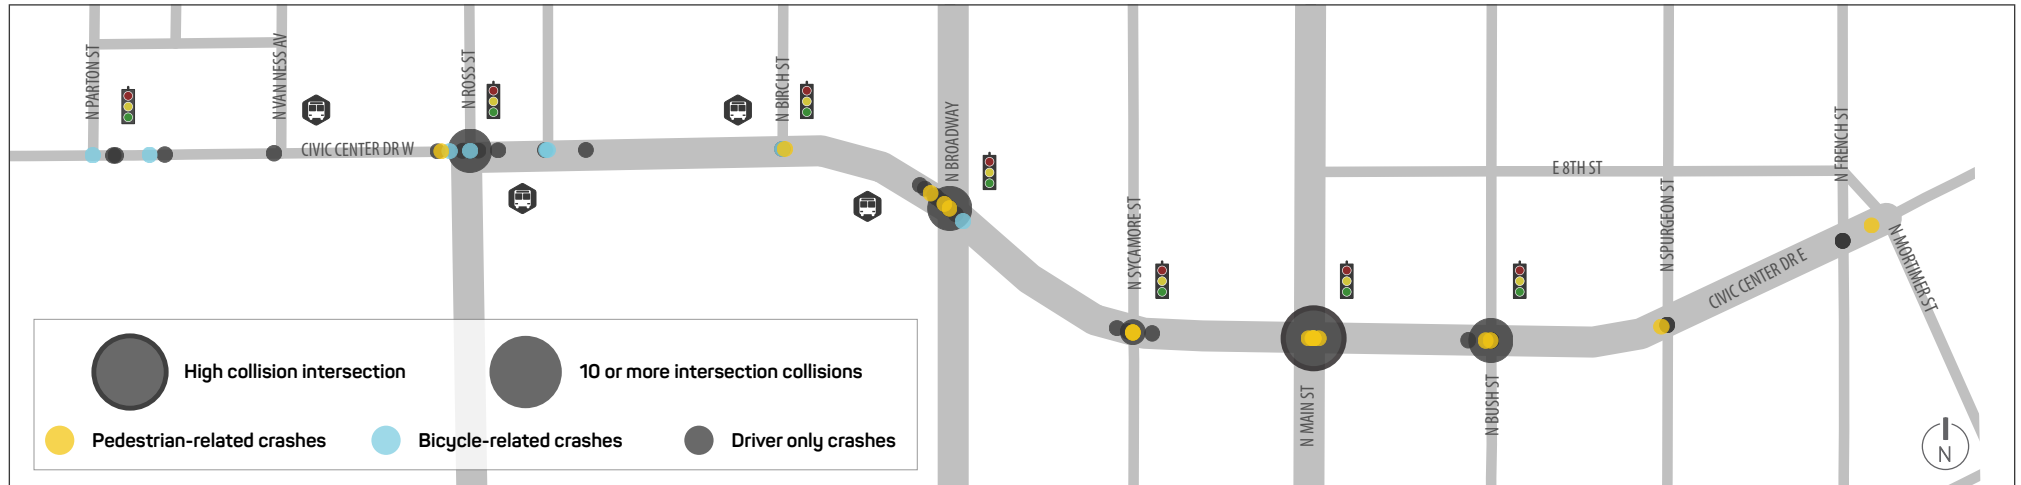 N PARTON ST
N VAN NESS AV
N ROSS ST
N BIRCH ST
N BROADWAY
N SYCAMORE ST
N SPURGEON ST
N FRENCH ST
E 8TH ST
CIVIC CENTER DR W
CIVIC CENTER DR E
N MORTIMER ST
N MAIN ST
N BUSH ST
High collision intersection
10 or more intersection collisions
Pedestrian-related crashes
Bicycle-related crashes
Driver only crashes
N